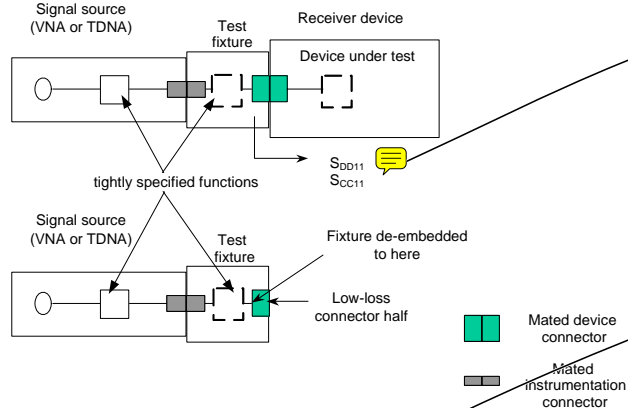 Signal source
(VNA or TDNA)
Test
fixture
Receiver device
Device under test
SDD11
SCC11
tightly specified functions
Signal source
(VNA or TDNA)
Test
fixture
Fixture de-embedded
to here
Low-loss
connector half
Mated device
connector
Mated
instrumentation
connector